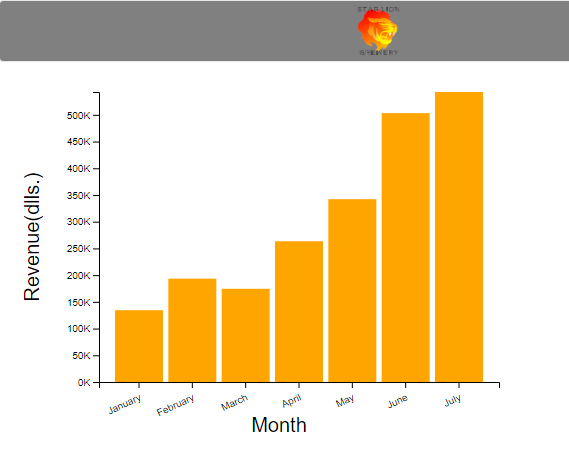 STAR LION
BREWERY
500K
450K
400K
350K
300K
250K
200K
150K
100K
50K
0K
Revenue(dlls.)
January February March April May June July
Month